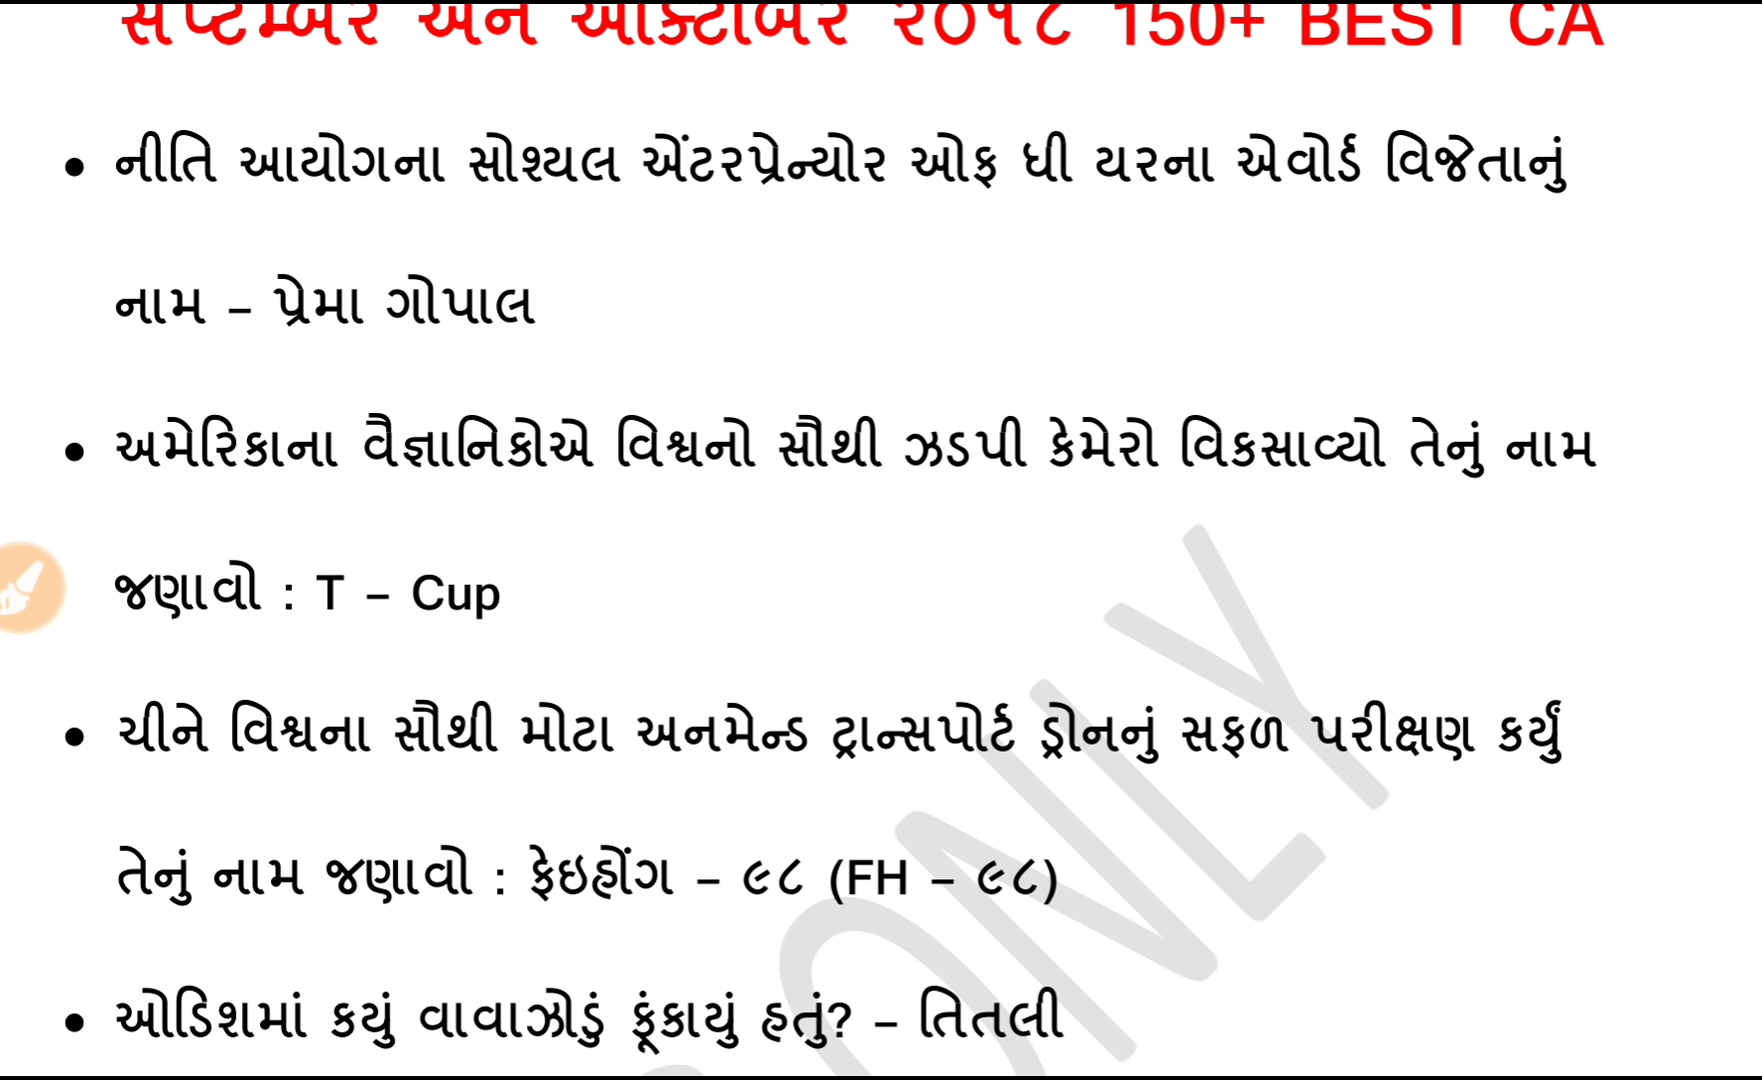 સપ્ટેમ્બર અને ઓક્ટોબર ૨૦૧૮ 150+ BEST CA
• નીતિ આયોગના સોશ્યલ એંટરપ્રેન્યોર ઓફ ધી યરના એવોર્ડ વિજેતાનું
નામ – પ્રેમા ગોપાલ
• અમેરિકાના વૈજ્ઞાનિકોએ વિશ્વનો સૌથી ઝડપી કેમેરો વિકસાવ્યો તેનું નામ
જણાવો : T – Cup
• ચીને વિશ્વના સૌથી મોટા અનમેન્ડ ટ્રાન્સપોર્ટ ડ્રોનનું સફળ પરીક્ષણ કર્યું
તેનું નામ જણાવો : ફેઇહોંગ – ૯૮ (FH – ૯૮)
• ઓડિશમાં કયું વાવાઝોડું ફૂંકાયું હતું? – તિતલી
ONLY